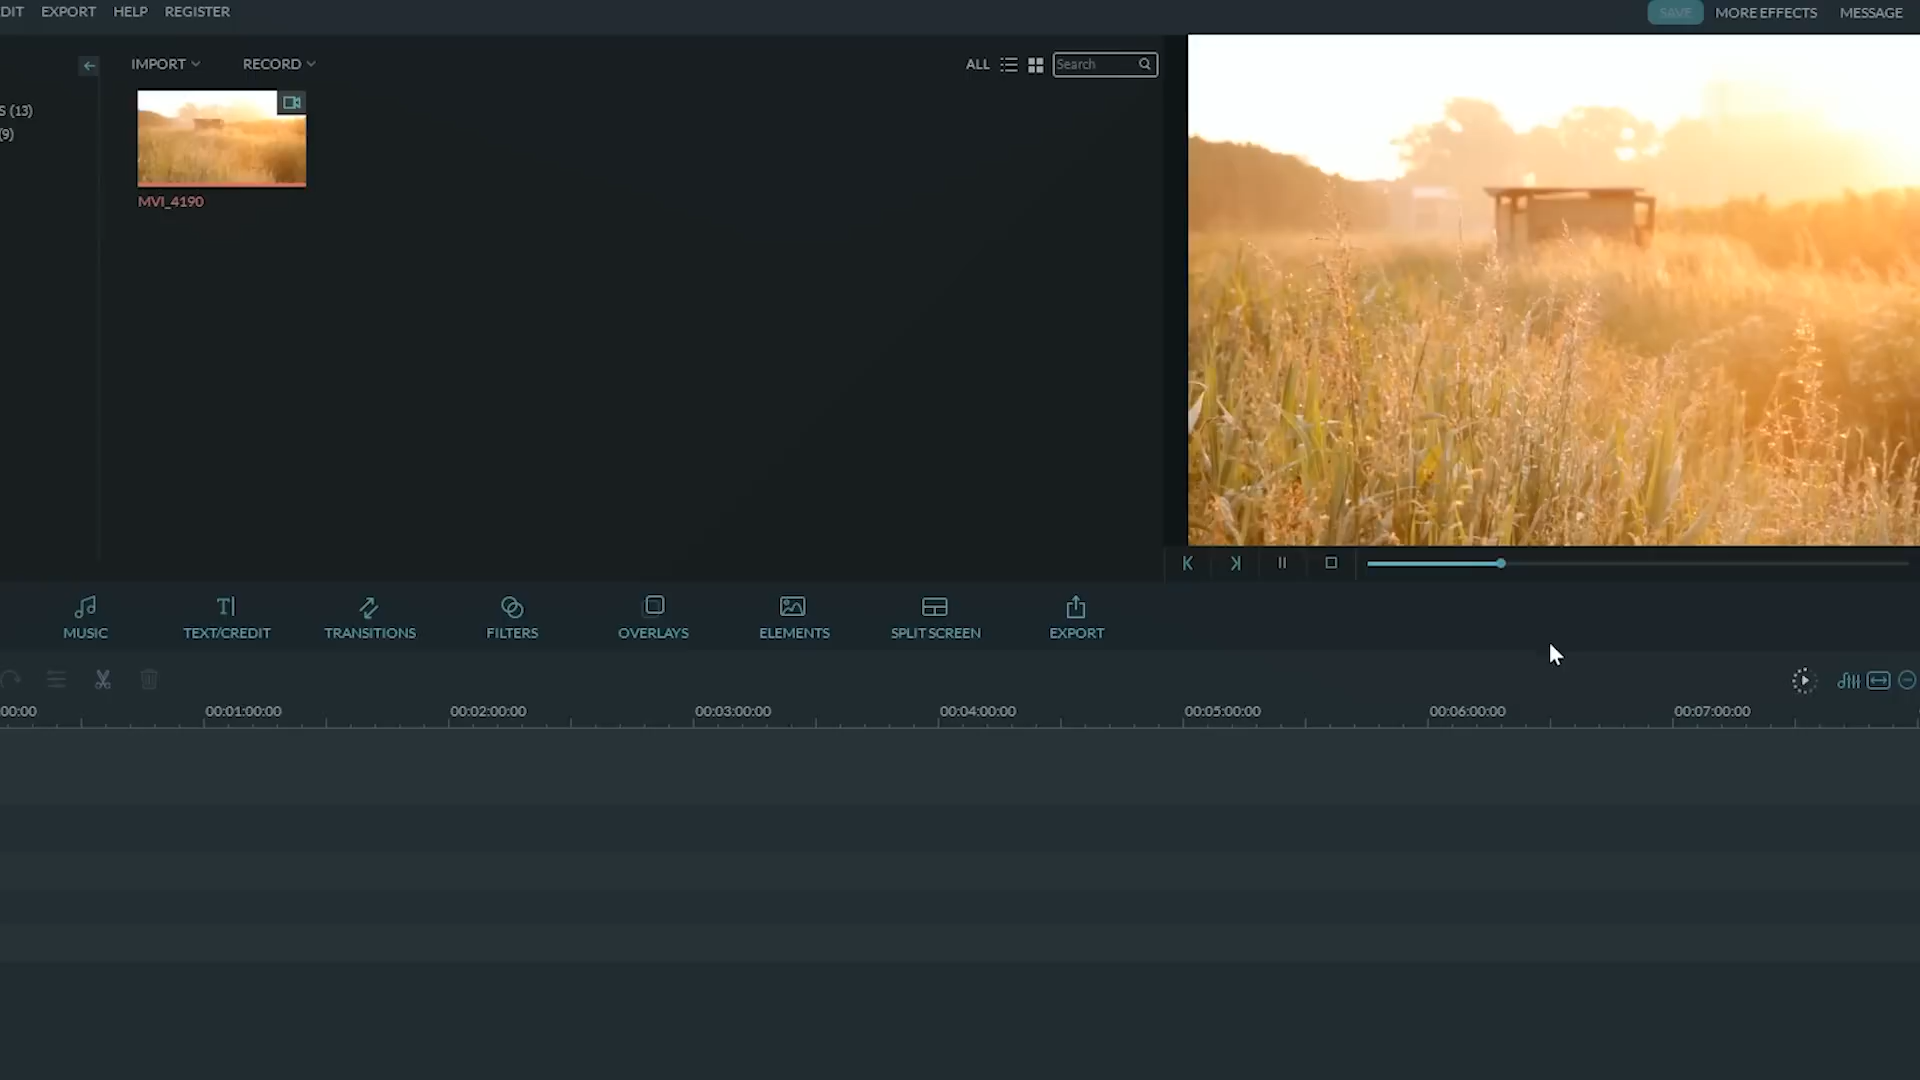 DIT EXPORT HELP REGISTER SAVE MORE EFFECTS MESSAGE
IMPORT RECORD ALL Search
S (13)
(9)
MVI_4190
MUSIC TEXT/CREDIT TRANSITIONS FILTERS OVERLAYS ELEMENTS SPLIT SCREEN EXPORT
00:00 00:01:00:00 00:02:00:00 00:03:00:00 00:04:00:00 00:05:00:00 00:06:00:00 00:07:00:00